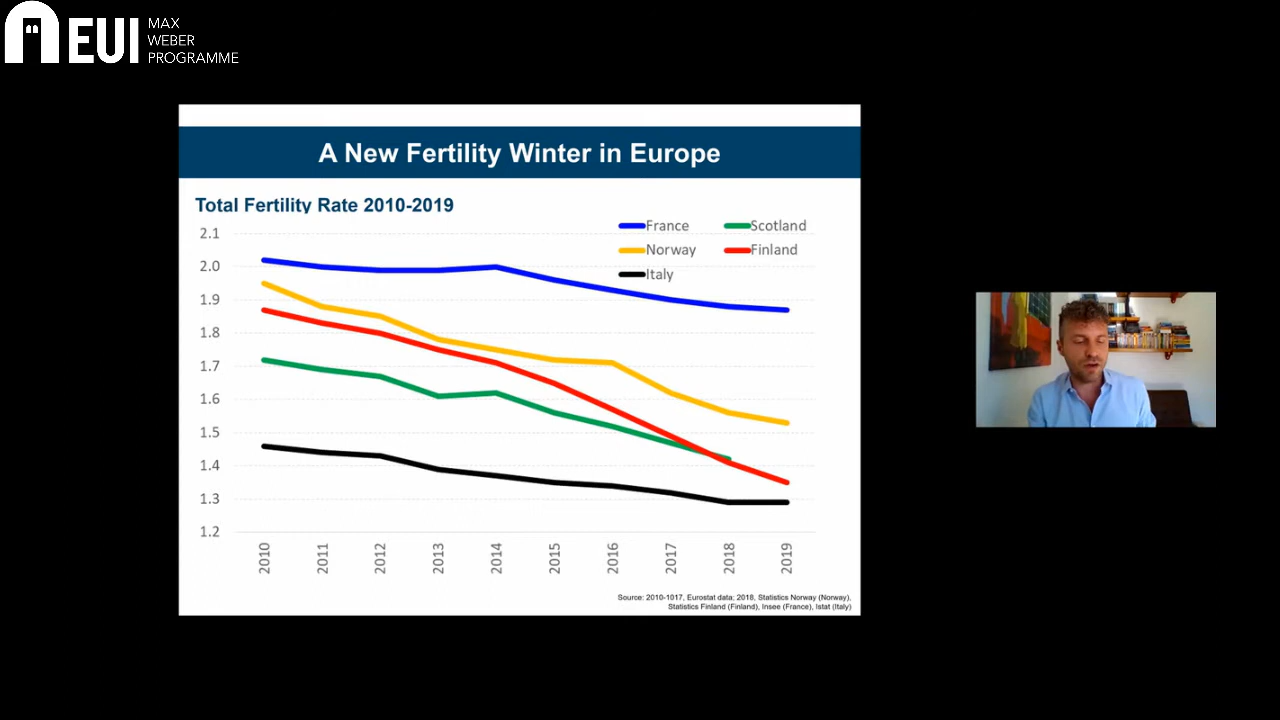 EUI
MAX
WEBER
PROGRAMME
A New Fertility Winter in Europe
Total Fertility Rate 2010-2019
France
Scotland
Norway
Finland
Italy
2.1
2.0
1.9
1.8
1.7
1.6
1.5
1.4
1.3
1.2
2010
2011
2012
2013
2014
2015
2016
2017
2018
2019
Source: 2010-1017, Eurostat data; 2018, Statistics Norway (Norway),
Statistics Finland (Finland), Insee (France), Istat (Italy)